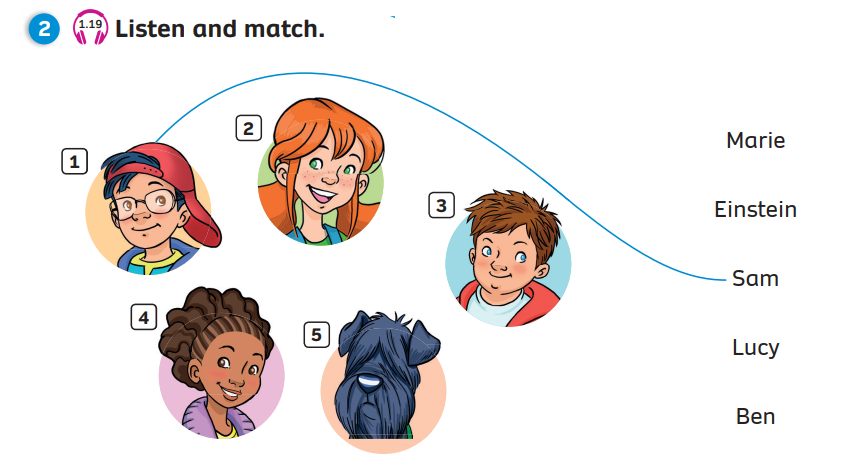 2 1.19 Listen and match.
1
2
3
4
5
Marie
Einstein
Sam
Lucy
Ben